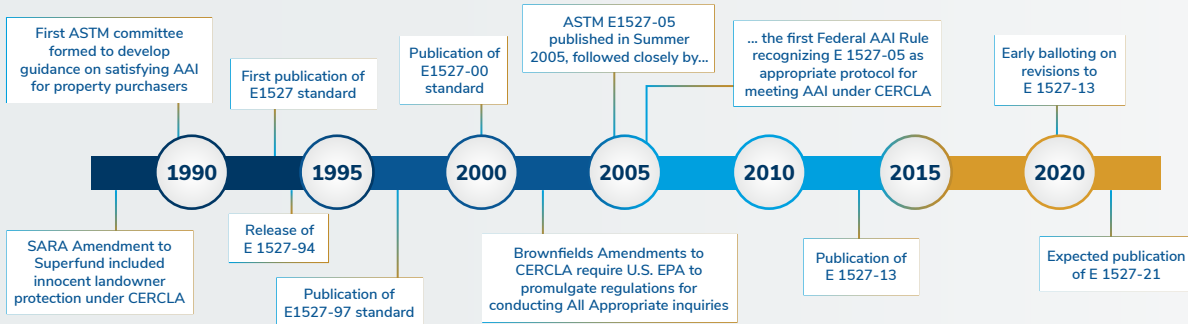 First ASTM committee
formed to develop
guidance on satisfying AAI
for property purchasers
First publication of
E1527 standard
Publication of
E1527-00
standard
ASTM E1527-05
published in Summer
2005, followed closely by...
... the first Federal AAI Rule
recognizing E 1527-05 as
appropriate protocol for
meeting AAI under CERCLA
Early balloting on
revisions to
E 1527-13
1990
1995
2000
2005
2010
2015
2020
SARA Amendment to
Superfund included
innocent landowner
protection under CERCLA
Release of
E 1527-94
Publication of
E1527-97 standard
Brownfields Amendments to
CERCLA require U.S. EPA to
promulgate regulations for
conducting All Appropriate inquiries
Publication of
E 1527-13
Expected publication
of E 1527-21